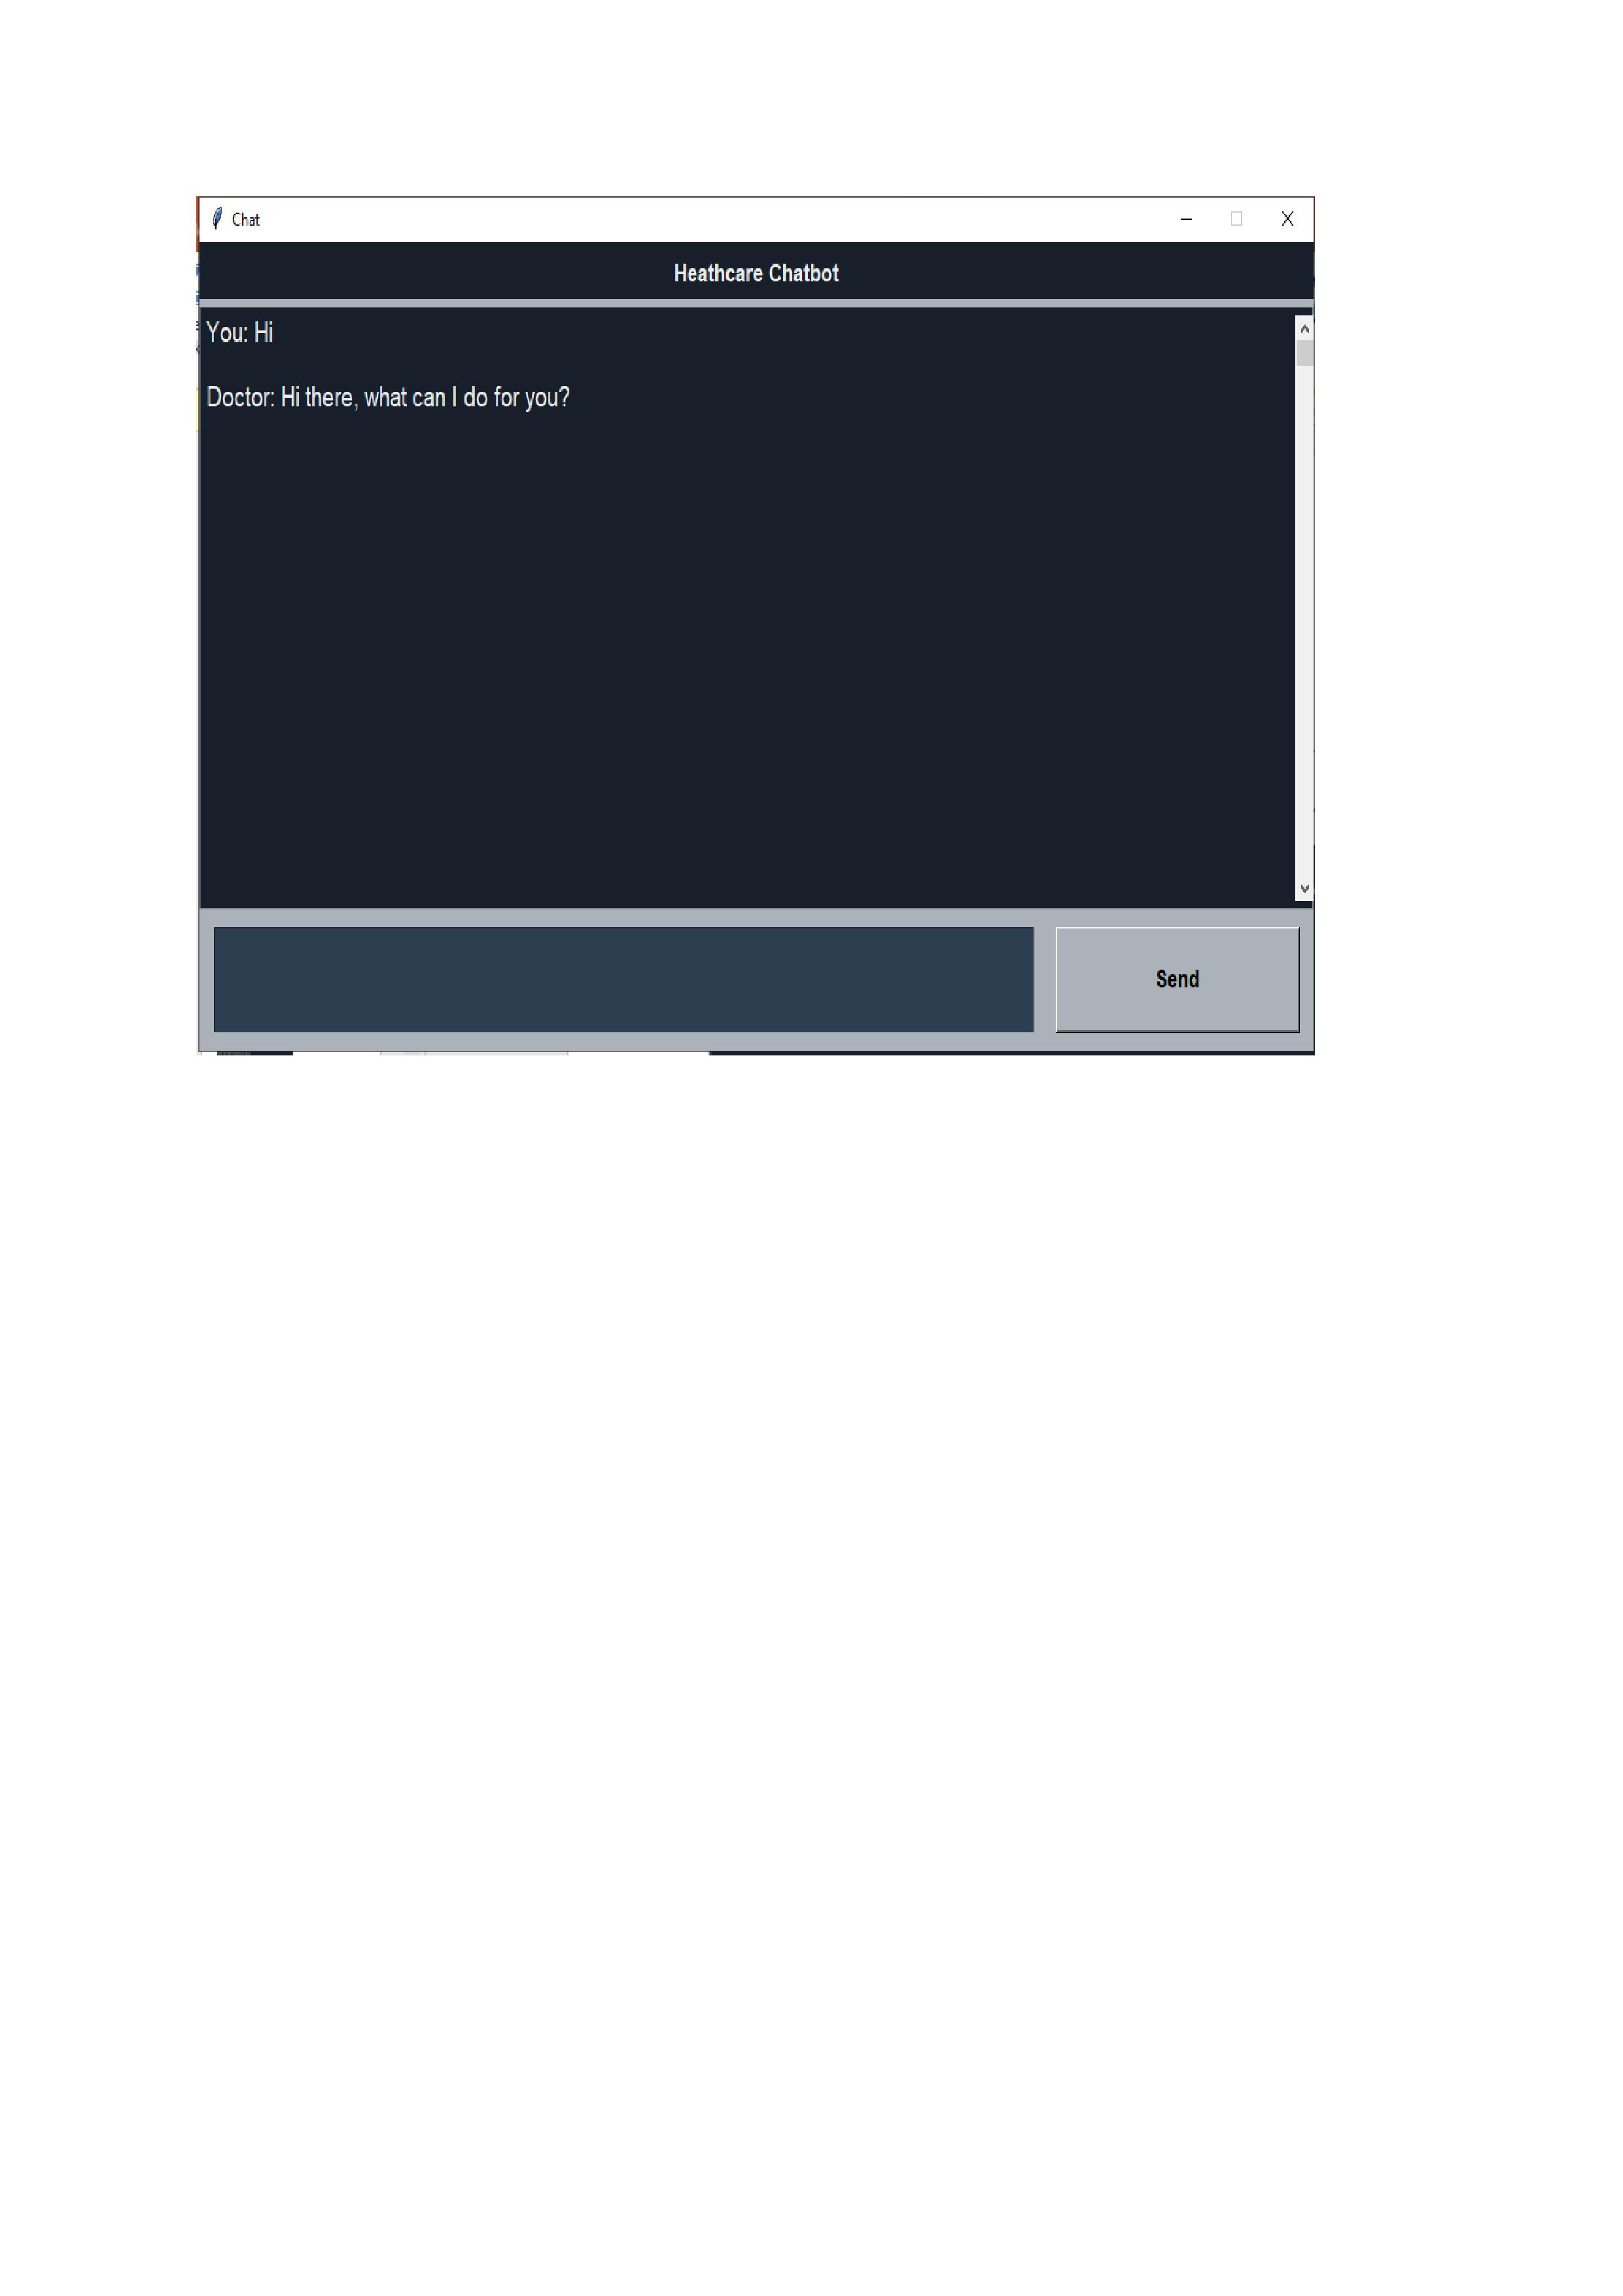 Chat
Heathcare Chatbot
You: Hi
Doctor: Hi there, what can I do for you?
Send